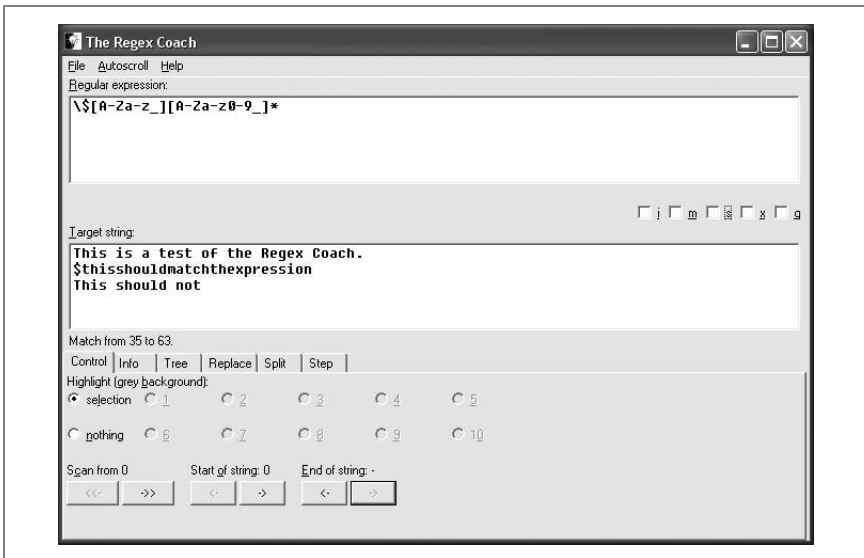 The Regex Coach
File Autoscroll Help
Regular expression:
\$[A-Za-z_][A-Za-z0-9_]*
i m s x g
Target string:
This is a test of the Regex Coach.
$thisshouldmatchthexpression
This should not
Match from 35 to 63.
Control Info Tree Replace Split Step
Highlight (grey background):
selection 1 2 3 4 5
nothing 6 7 8 9 10
Scan from 0 Start of string: 0 End of string: -
<<- ->> <- -> <- ->